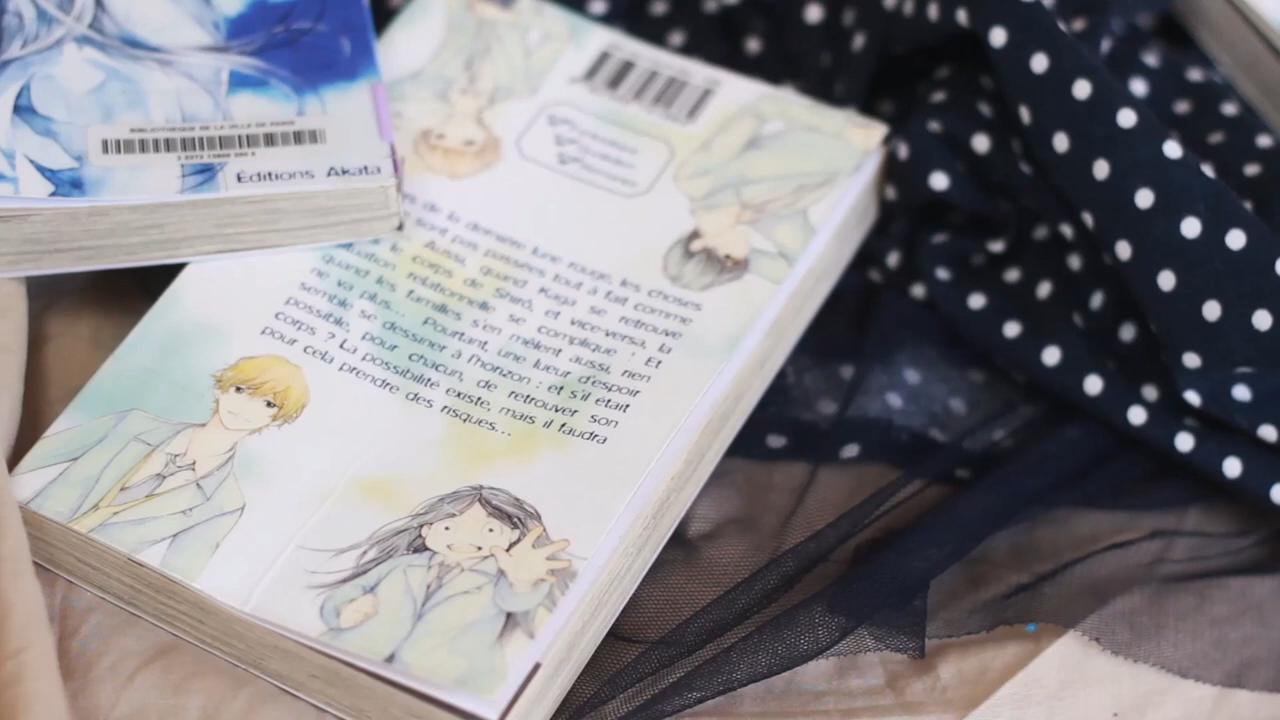 BIBLIOTHEQUE DE LA VILLE DE PARIS
Éditions Akata
de la dernière lune rouge, les choses
sont pas passées tout à fait comme
Aussi, quand Kaga se retrouve
le corps de Shirô, et vice-versa, la
situation relationnelle se complique ! Et
quand les familles s'en mêlent aussi, rien
ne va plus... Pourtant, une lueur d'espoir
semble se dessiner à l'horizon : et s'il était
possible, pour chacun, de retrouver son
corps ? La possibilité existe, mais il faudra
pour cela prendre des risques...